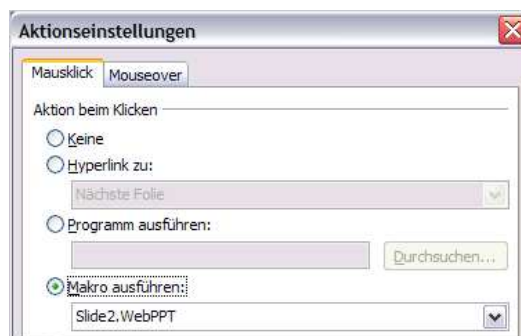 Aktionseinstellungen
Mausklick Mouseover
Aktion beim Klicken
Keine
Hyperlink zu:
Nächste Folie
Programm ausführen:
Durchsuchen...
Makro ausführen:
Slide2.WebPPT